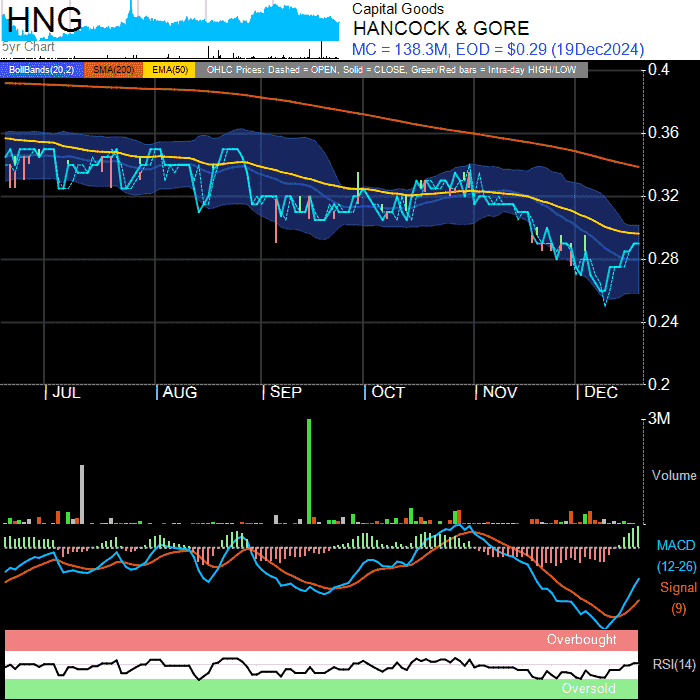 HNG
5yr Chart
Capital Goods
HANCOCK & GORE
MC = 138.3M, EOD = $0.29 (19Dec2024)
BollBands(20,2) SMA(200) EMA(50) OHLC Prices: Dashed = OPEN, Solid = CLOSE, Green/Red bars = Intra-day HIGH/LOW
0.4
0.36
0.32
0.28
0.24
0.2
| JUL | AUG | SEP | OCT | NOV | DEC
3M
Volume
MACD
(12-26)
Signal
(9)
Overbought
RSI(14)
Oversold